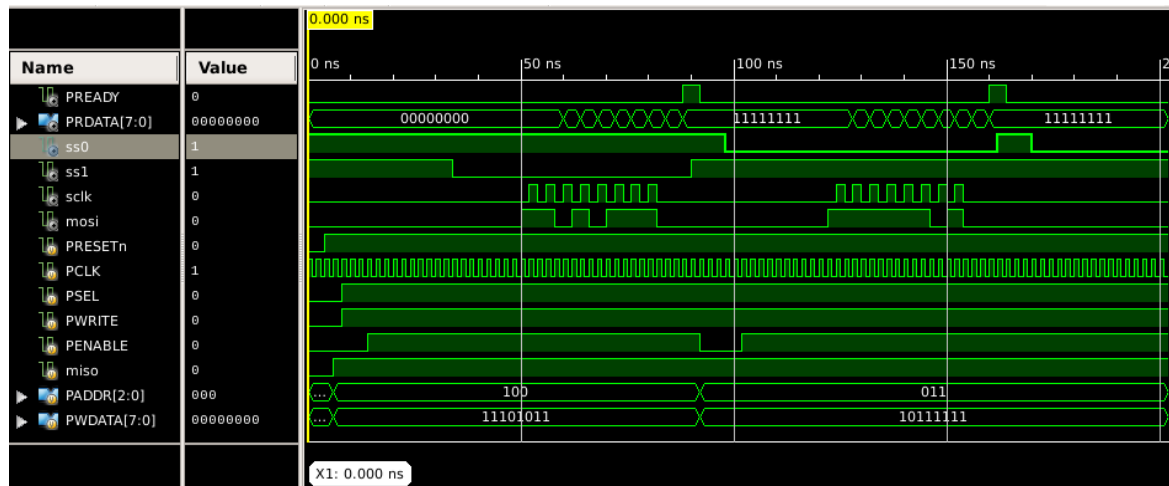 0.000 ns
Name Value 0 ns 50 ns 100 ns 150 ns 2
PREADY 0
PRDATA[7:0] 00000000 00000000 11111111 11111111
ss0 1
ss1 1
sclk 0
mosi 0
PRESETn 0
PCLK 1
PSEL 0
PWRITE 0
PENABLE 0
miso 0
PADDR[2:0] 000 ... 100 011
PWDATA[7:0] 00000000 ... 11101011 10111111
X1: 0.000 ns